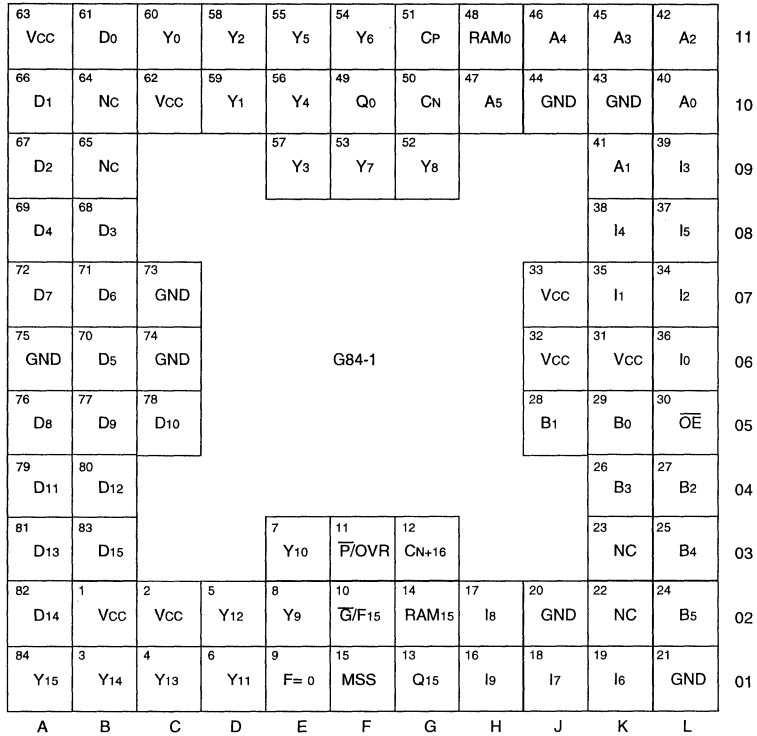 63 61 60 58 55 54 51 48 46 45 42
VCC D0 Y0 Y2 Y5 Y6 CP RAM0 A4 A3 A2 11
66 64 62 59 56 49 50 47 44 43 40
D1 NC VCC Y1 Y4 Q0 CN A5 GND GND A0 10
67 65 57 53 52 41 39
D2 NC Y3 Y7 Y8 A1 I3 09
69 68 38 37
D4 D3 I4 I5 08
72 71 73 33 35 34
D7 D6 GND VCC I1 I2 07
75 70 74 32 31 36
GND D5 GND G84-1 VCC VCC I0 06
76 77 78 28 29 30
D8 D9 D10 B1 B0 O̅E̅ 05
79 80 26 27
D11 D12 B3 B2 04
81 83 7 11 12 23 25
D13 D15 Y10 P̅/OVR CN+16 NC B4 03
82 1 2 5 8 10 14 17 20 22 24
D14 VCC VCC Y12 Y9 G̅/F15 RAM15 I8 GND NC B5 02
84 3 4 6 9 15 13 16 18 19 21
Y15 Y14 Y13 Y11 F= 0 MSS Q15 I9 I7 I6 GND 01
A B C D E F G H J K L